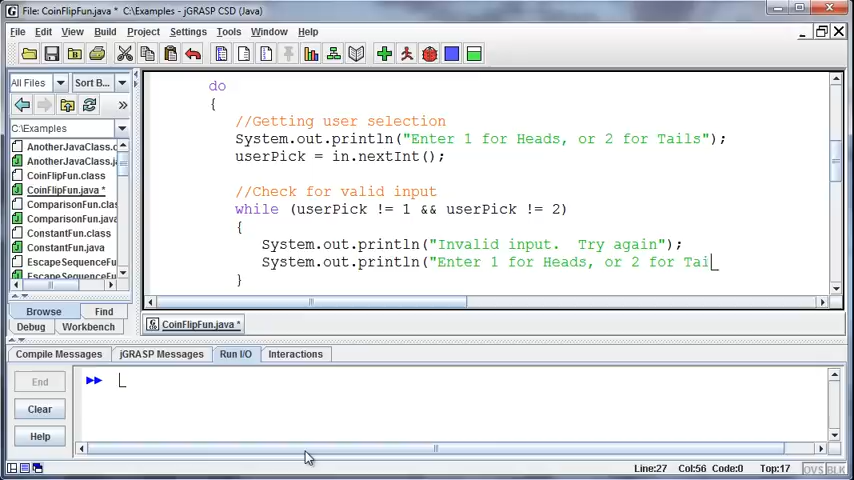 File: CoinFlipFun.java * C:\Examples - jGRASP CSD (Java)
File Edit View Build Project Settings Tools Window Help
All Files Sort B...
C:\Examples
AnotherJavaClass.class
AnotherJavaClass.ja
CoinFlipFun.class
CoinFlipFun.java *
ComparisonFun.clas
ComparisonFun.java
ConstantFun.class
ConstantFun.java
EscapeSequenceFu
EscapeSequenceFu
Browse Find
Debug Workbench
do
{
//Getting user selection
System.out.println("Enter 1 for Heads, or 2 for Tails");
userPick = in.nextInt();
//Check for valid input
while (userPick != 1 && userPick != 2)
{
System.out.println("Invalid input.  Try again");
System.out.println("Enter 1 for Heads, or 2 for Tai
}
CoinFlipFun.java *
Compile Messages jGRASP Messages Run I/O Interactions
End
Clear
Help
Line:27 Col:56 Code:0 Top:17 OVS BLK